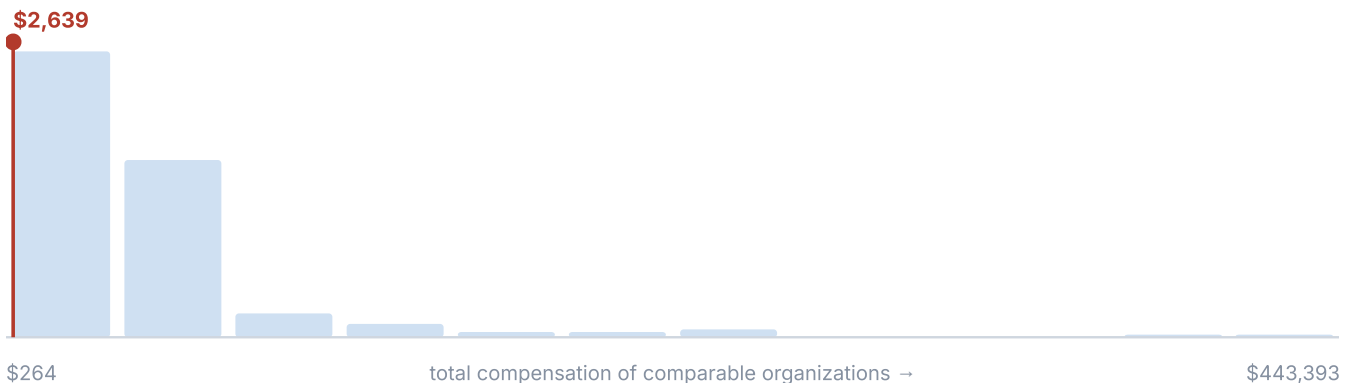 $2,639
$264
total compensation of comparable organizations →
$443,393